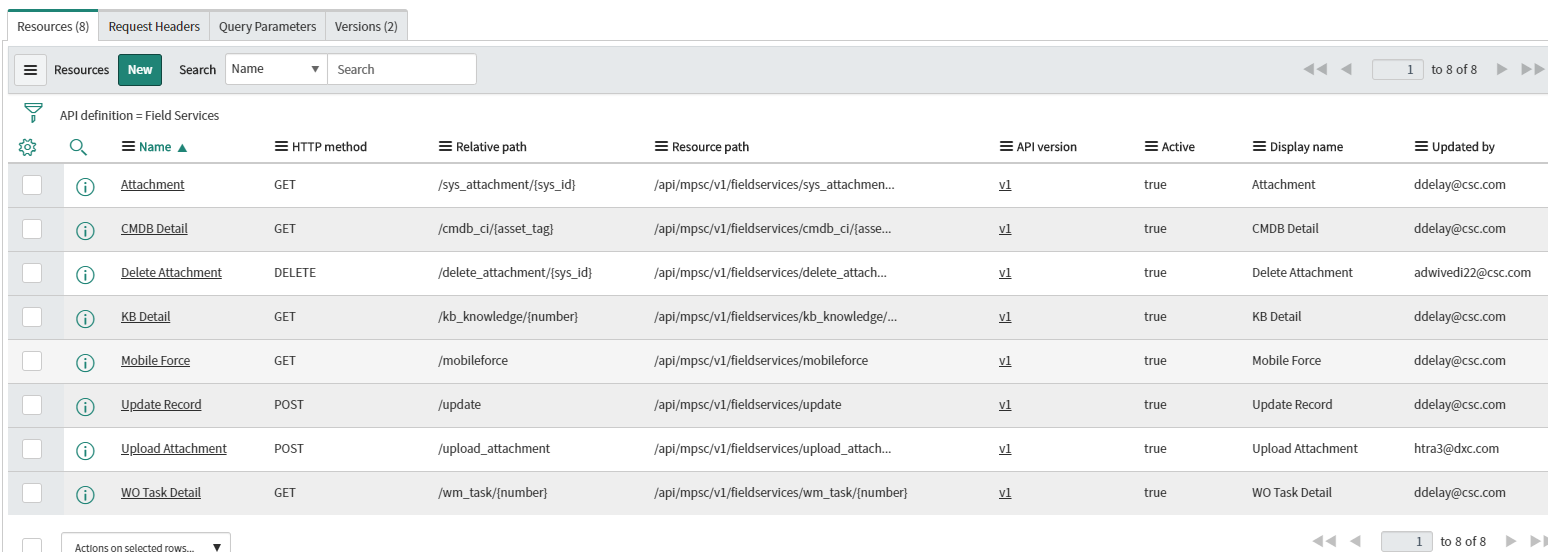 Resources (8) Request Headers Query Parameters Versions (2)
Resources New Search Name Search 1 to 8 of 8
API definition = Field Services
Name HTTP method Relative path Resource path API version Active Display name Updated by
Attachment GET /sys_attachment/{sys_id} /api/mpsc/v1/fieldservices/sys_attachmen... v1 true Attachment ddelay@csc.com
CMDB Detail GET /cmdb_ci/{asset_tag} /api/mpsc/v1/fieldservices/cmdb_ci/{asse... v1 true CMDB Detail ddelay@csc.com
Delete Attachment DELETE /delete_attachment/{sys_id} /api/mpsc/v1/fieldservices/delete_attach... v1 true Delete Attachment adwivedi22@csc.com
KB Detail GET /kb_knowledge/{number} /api/mpsc/v1/fieldservices/kb_knowledge/... v1 true KB Detail ddelay@csc.com
Mobile Force GET /mobileforce /api/mpsc/v1/fieldservices/mobileforce v1 true Mobile Force ddelay@csc.com
Update Record POST /update /api/mpsc/v1/fieldservices/update v1 true Update Record ddelay@csc.com
Upload Attachment POST /upload_attachment /api/mpsc/v1/fieldservices/upload_attach... v1 true Upload Attachment htra3@dxc.com
WO Task Detail GET /wm_task/{number} /api/mpsc/v1/fieldservices/wm_task/{number} v1 true WO Task Detail ddelay@csc.com
Actions on selected rows... 1 to 8 of 8